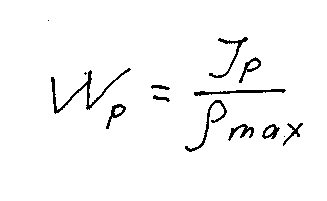 W_p = J_p / ρ_max